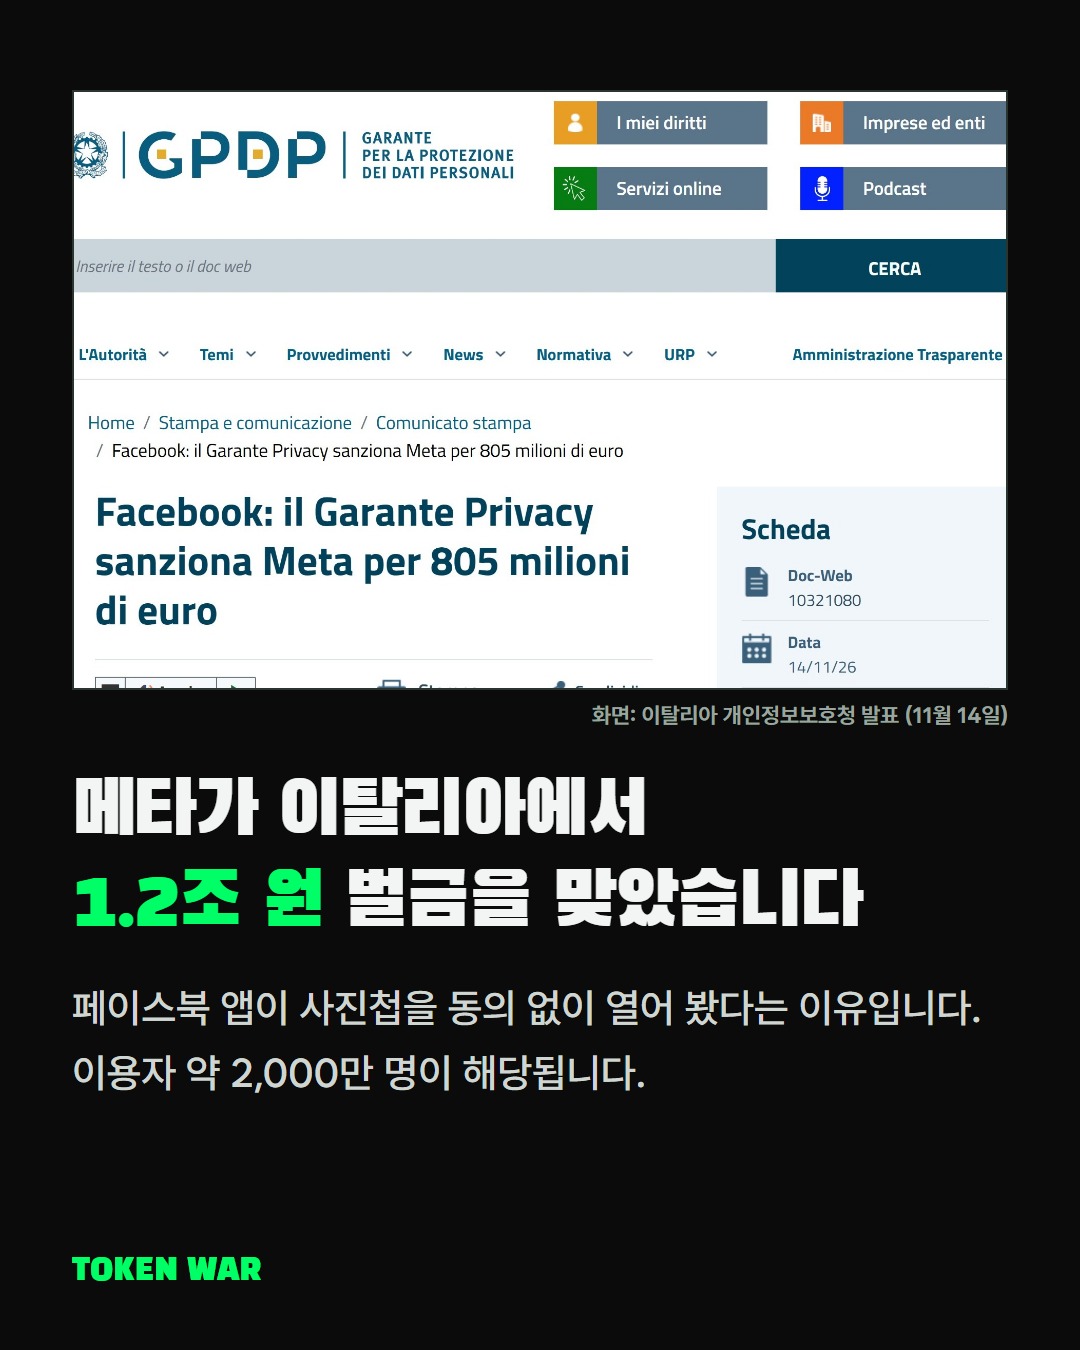 GPDP
GARANTE
PER LA PROTEZIONE
DEI DATI PERSONALI
I miei diritti
Imprese ed enti
Servizi online
Podcast
Inserire il testo o il doc web
CERCA
L'Autorità
Temi
Provvedimenti
News
Normativa
URP
Amministrazione Trasparente
Home / Stampa e comunicazione / Comunicato stampa
/ Facebook: il Garante Privacy sanziona Meta per 805 milioni di euro
Facebook: il Garante Privacy
sanziona Meta per 805 milioni
di euro
Scheda
Doc-Web
10321080
Data
14/11/26
화면: 이탈리아 개인정보보호청 발표 (11월 14일)
메타가 이탈리아에서
1.2조 원 벌금을 맞았습니다
페이스북 앱이 사진첩을 동의 없이 열어 봤다는 이유입니다.
이용자 약 2,000만 명이 해당됩니다.
TOKEN WAR